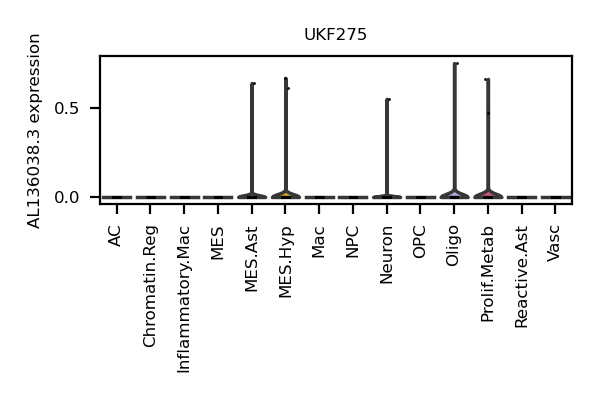 UKF275
AL136038.3 expression
0.5
0.0
AC
Chromatin.Reg
Inflammatory.Mac
MES
MES.Ast
MES.Hyp
Mac
NPC
Neuron
OPC
Oligo
Prolif.Metab
Reactive.Ast
Vasc